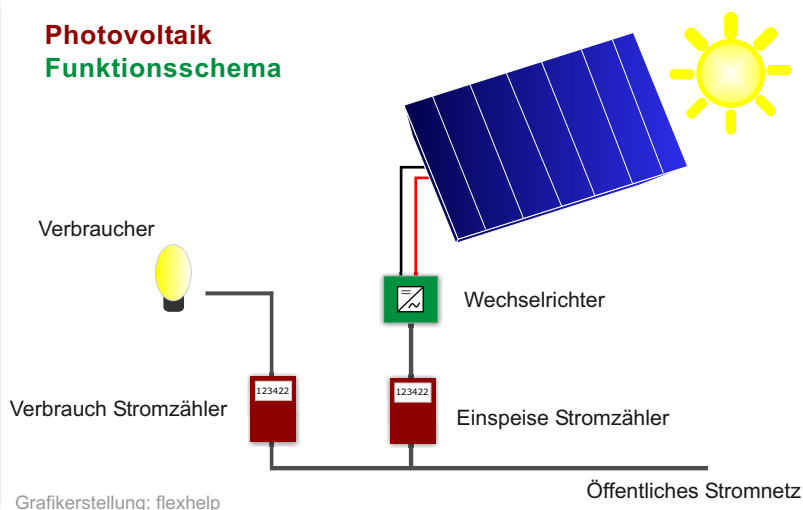 Photovoltaik
Funktionsschema
Verbraucher
Wechselrichter
123422
123422
Verbrauch Stromzähler
Einspeise Stromzähler
Öffentliches Stromnetz
Grafikerstellung: flexhelp